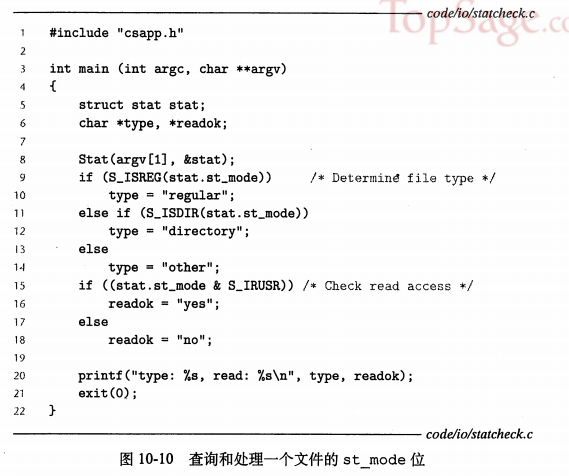 TopSage.co
code/io/statcheck.c
1 #include "csapp.h"
2
3 int main (int argc, char **argv)
4 {
5     struct stat stat;
6     char *type, *readok;
7
8     Stat(argv[1], &stat);
9     if (S_ISREG(stat.st_mode))     /* Determine file type */
10         type = "regular";
11     else if (S_ISDIR(stat.st_mode))
12         type = "directory";
13     else
14         type = "other";
15     if ((stat.st_mode & S_IRUSR)) /* Check read access */
16         readok = "yes";
17     else
18         readok = "no";
19
20     printf("type: %s, read: %s\n", type, readok);
21     exit(0);
22 }
code/io/statcheck.c
图 10-10 查询和处理一个文件的 st_mode 位